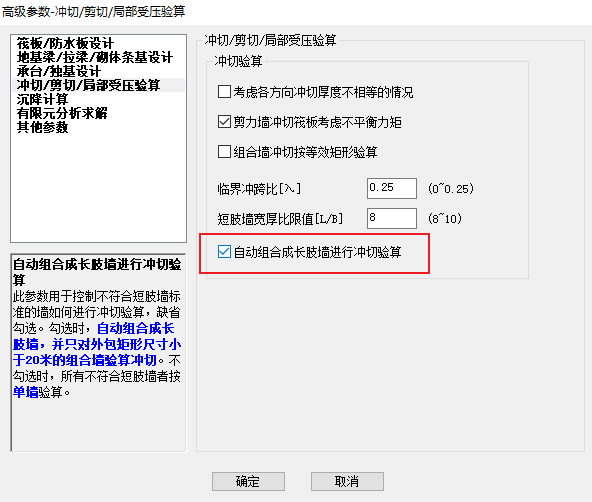 高级参数-冲切/剪切/局部受压验算
筏板/防水板设计
地基梁/拉梁/砌体条基设计
承台/独基设计
冲切/剪切/局部受压验算
沉降计算
有限元分析求解
其他参数
自动组合成长肢墙进行冲切验
算
此参数用于控制不符合短肢墙标
准的墙如何进行冲切验算，缺省
勾选。勾选时，自动组合成长
肢墙，并只对外包矩形尺寸小
于20米的组合墙验算冲切。不
勾选时，所有不符合短肢墙者按
单墙验算。
冲切/剪切/局部受压验算
冲切验算
考虑各方向冲切厚度不相等的情况
剪力墙冲切筏板考虑不平衡力矩
组合墙冲切按等效矩形验算
临界冲跨比[λ] 0.25 (0~0.25)
短肢墙宽厚比限值[L/B] 8 (8~10)
自动组合成长肢墙进行冲切验算
确定 取消